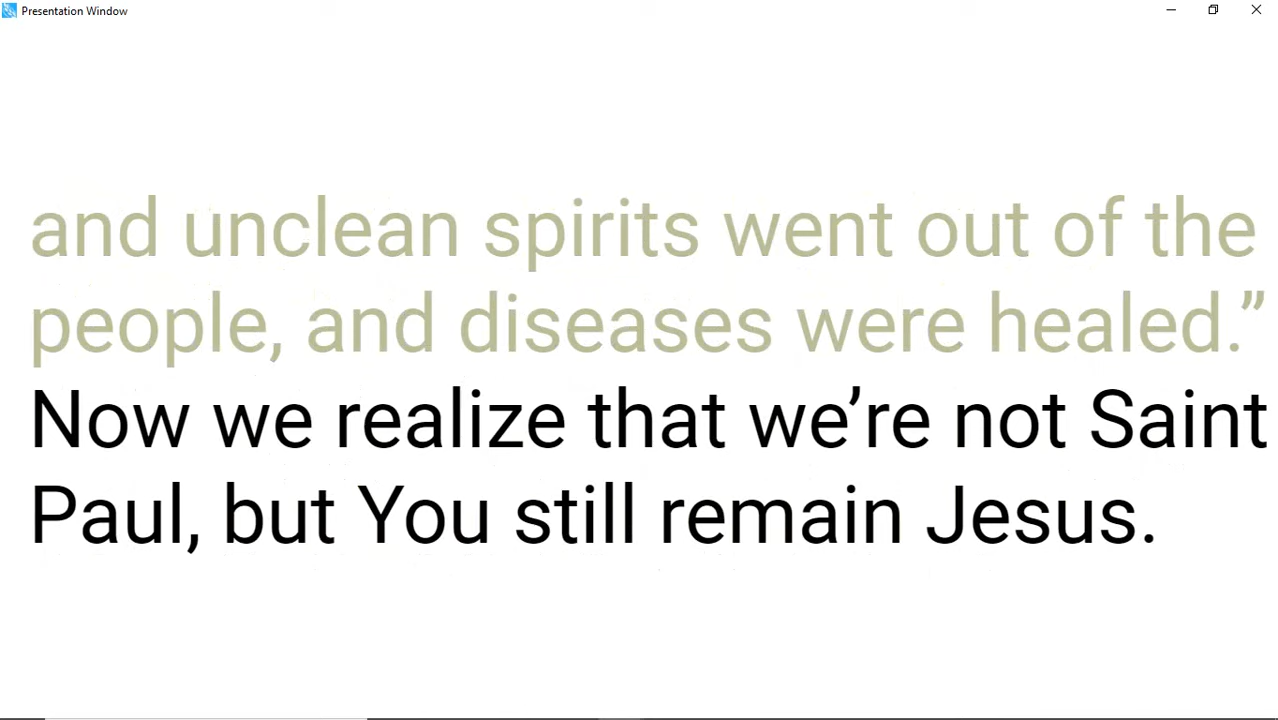 Presentation Window
and unclean spirits went out of the
people, and diseases were healed.”
Now we realize that we’re not Saint
Paul, but You still remain Jesus.